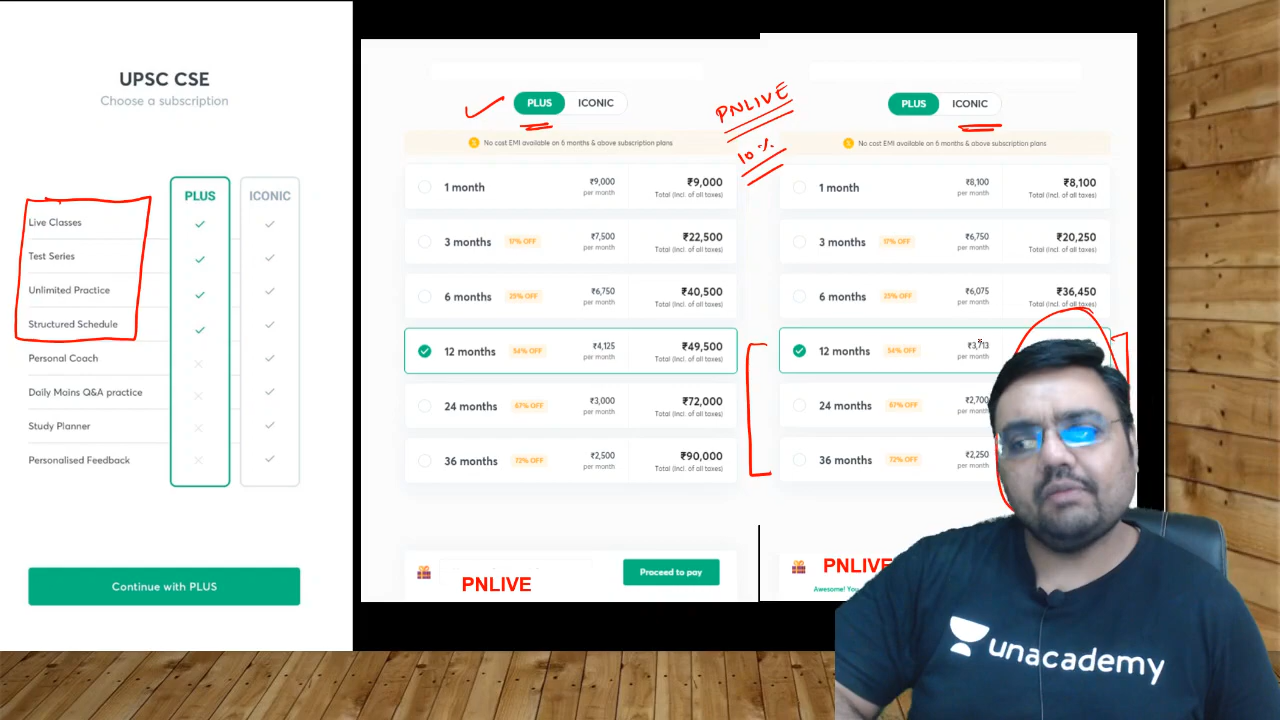 UPSC CSE
Choose a subscription
PLUS ICONIC
Live Classes
Test Series
Unlimited Practice
Structured Schedule
Personal Coach
Daily Mains Q&A practice
Study Planner
Personalised Feedback
Continue with PLUS
PLUS ICONIC
No cost EMI available on 6 months & above subscription plans
1 month ₹9,000 per month ₹9,000 Total (Incl. of all taxes)
3 months 17% OFF ₹7,500 per month ₹22,500 Total (Incl. of all taxes)
6 months 25% OFF ₹6,750 per month ₹40,500 Total (Incl. of all taxes)
12 months 54% OFF ₹4,125 per month ₹49,500 Total (Incl. of all taxes)
24 months 67% OFF ₹3,000 per month ₹72,000 Total (Incl. of all taxes)
36 months 72% OFF ₹2,500 per month ₹90,000 Total (Incl. of all taxes)
PNLIVE
Proceed to pay
PNLIVE
10 %
PLUS ICONIC
No cost EMI available on 6 months & above subscription plans
1 month ₹8,100 per month ₹8,100 Total (Incl. of all taxes)
3 months 17% OFF ₹6,750 per month ₹20,250 Total (Incl. of all taxes)
6 months 25% OFF ₹6,075 per month ₹36,450 Total (Incl. of all taxes)
12 months 54% OFF ₹3,713 per month
24 months 67% OFF ₹2,700 per month
36 months 72% OFF ₹2,250 per month
PNLIVE
Awesome! You
unacademy